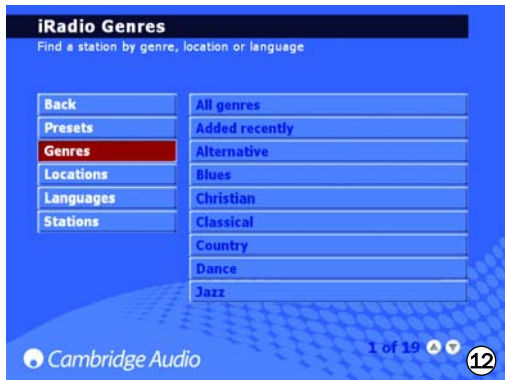 iRadio Genres
Find a station by genre, location or language
Back
Presets
Genres
Locations
Languages
Stations
All genres
Added recently
Alternative
Blues
Christian
Classical
Country
Dance
Jazz
1 of 19
Cambridge Audio
12